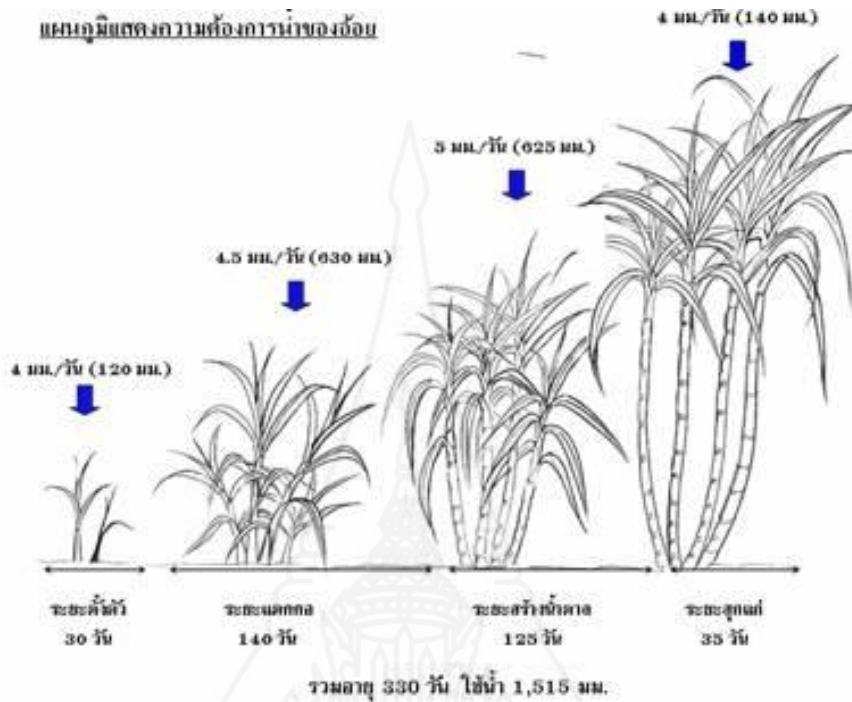 แผนภูมิแสดงความต้องการน้ำของอ้อย
4 มม./วัน (140 มม.)
5 มม./วัน (625 มม.)
4.5 มม./วัน (630 มม.)
4 มม./วัน (120 มม.)
ระยะตั้งตัว
30 วัน
ระยะแตกกอ
140 วัน
ระยะสร้างน้ำตาล
125 วัน
ระยะสุกแก่
35 วัน
รวมอายุ 330 วัน ใช้น้ำ 1,515 มม.